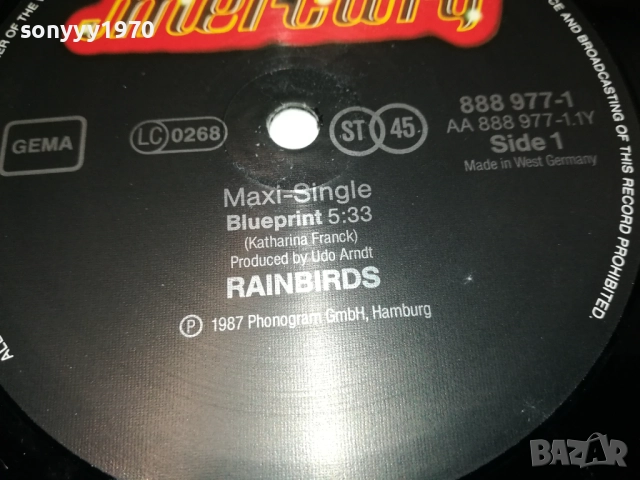 sonyyy1970
Mercury
GEMA
LC 0268
ST 45
888 977-1
AA 888 977-1.1Y
Side 1
Made in West Germany
Maxi-Single
Blueprint 5:33
(Katharina Franck)
Produced by Udo Arndt
RAINBIRDS
Ⓟ 1987 Phonogram GmbH, Hamburg
CE AND BROADCASTING OF THIS RECORD PROHIBITED.
BAZAR
bg